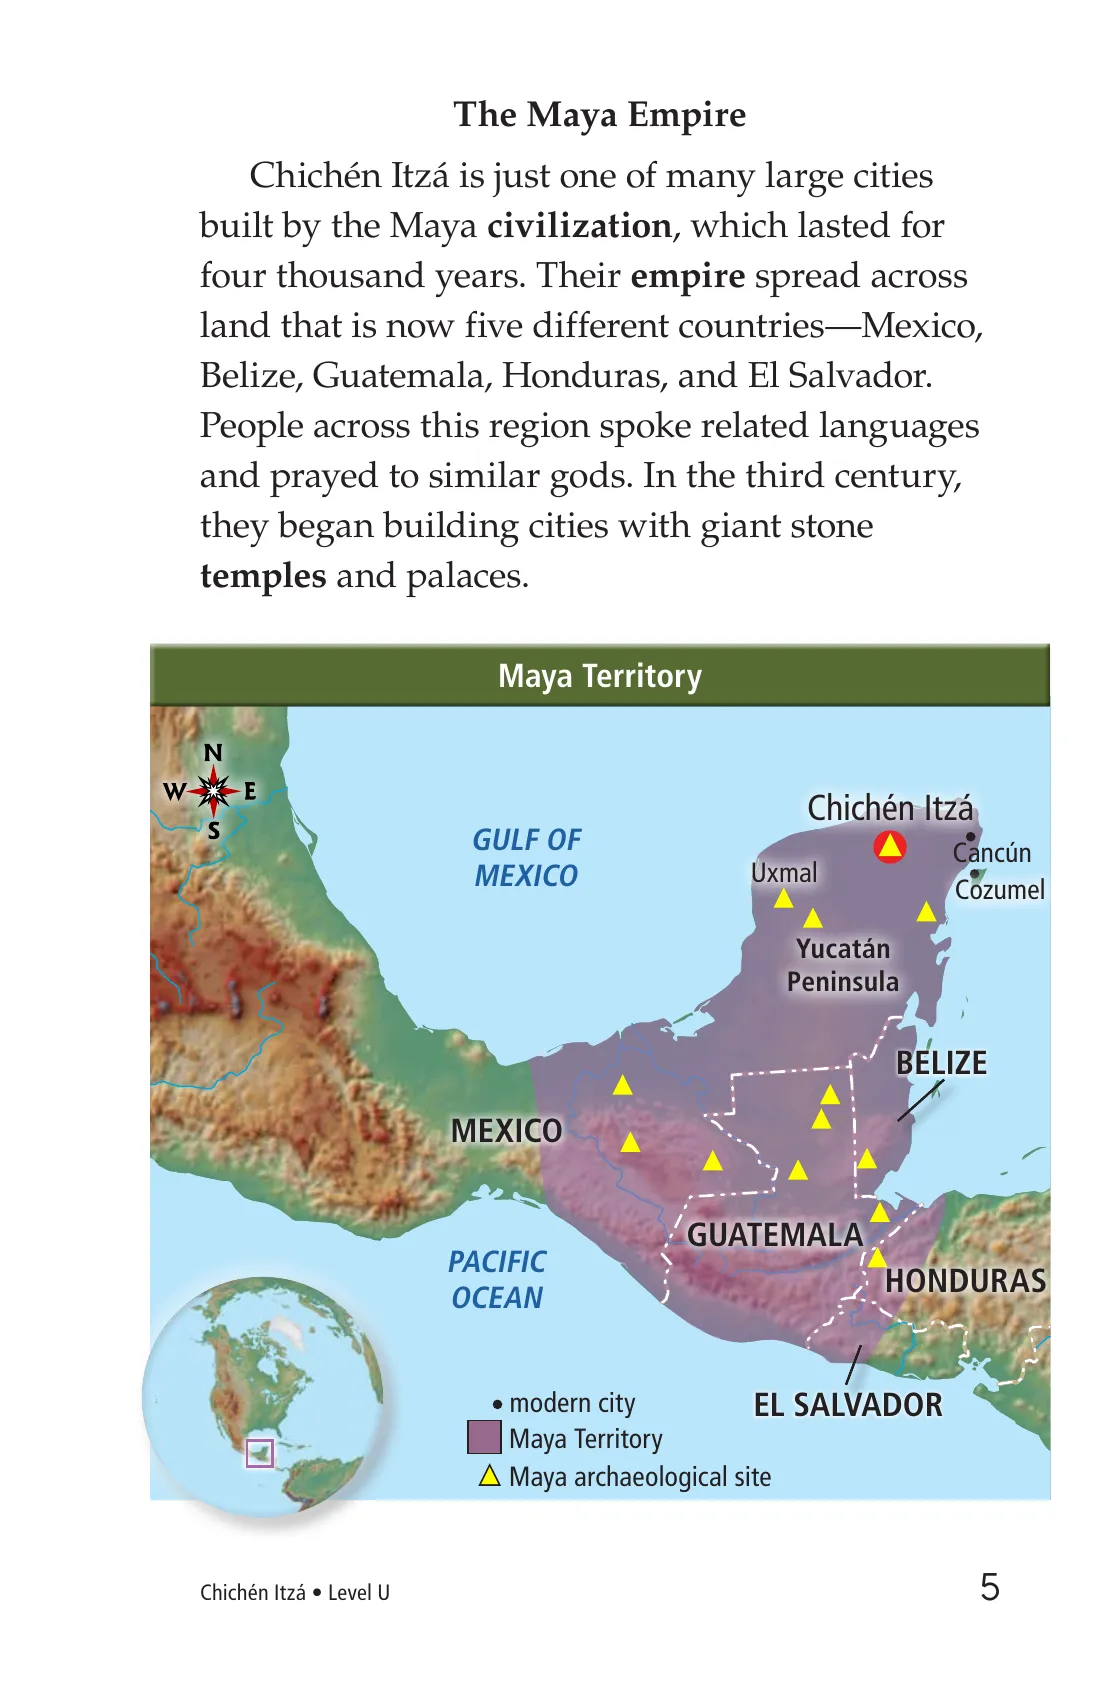 The Maya Empire
Chichén Itzá is just one of many large cities
built by the Maya civilization, which lasted for
four thousand years. Their empire spread across
land that is now five different countries—Mexico,
Belize, Guatemala, Honduras, and El Salvador.
People across this region spoke related languages
and prayed to similar gods. In the third century,
they began building cities with giant stone
temples and palaces.
Maya Territory
N
W E
S
GULF OF
MEXICO
Chichén Itzá
Cancún
Uxmal
Cozumel
Yucatán
Peninsula
BELIZE
MEXICO
GUATEMALA
PACIFIC
OCEAN
HONDURAS
EL SALVADOR
modern city
Maya Territory
Maya archaeological site
Chichén Itzá • Level U
5